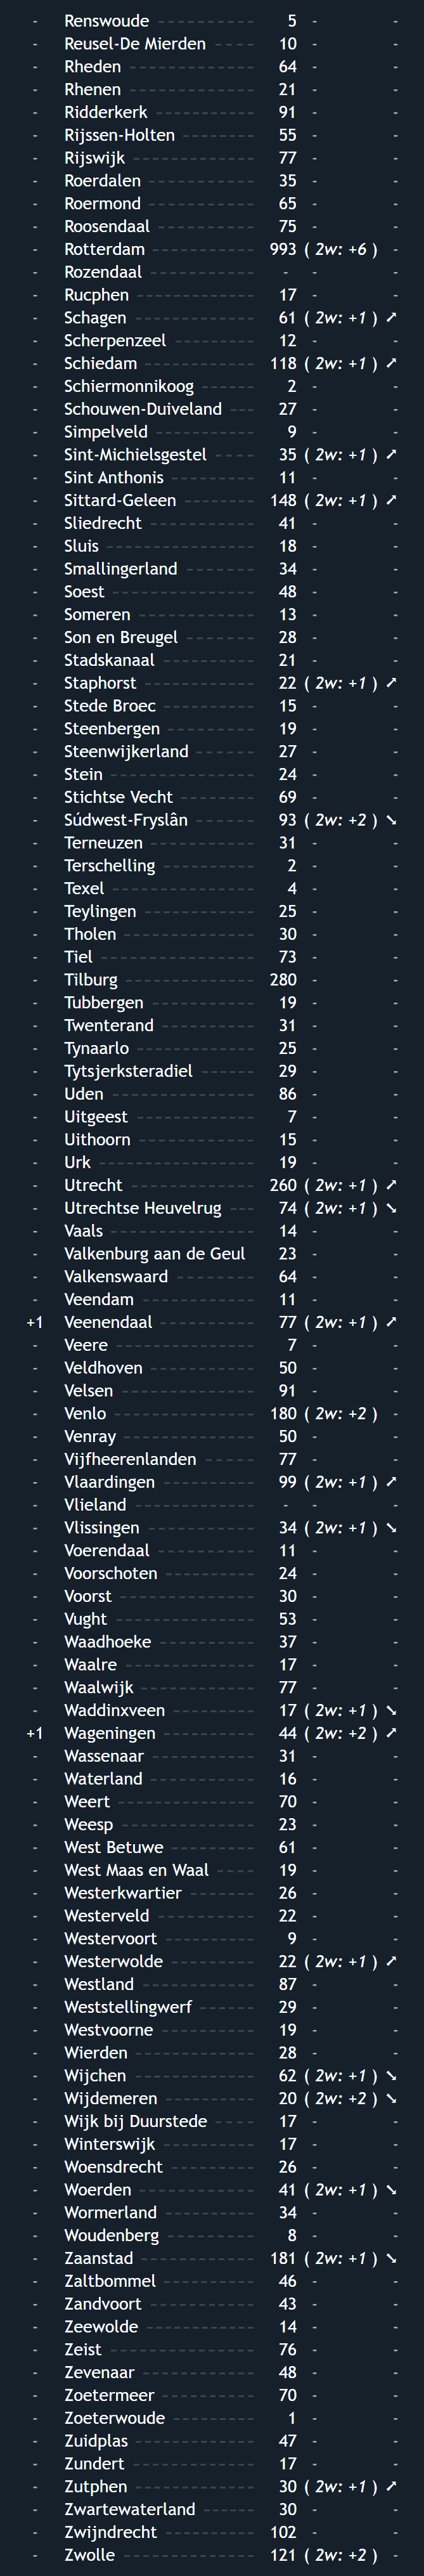 - Renswoude ---------- 5 - -
- Reusel-De Mierden ---- 10 - -
- Rheden ------------ 64 - -
- Rhenen ------------ 21 - -
- Ridderkerk ---------- 91 - -
- Rijssen-Holten -------- 55 - -
- Rijswijk ------------ 77 - -
- Roerdalen ----------- 35 - -
- Roermond ---------- 65 - -
- Roosendaal ---------- 75 - -
- Rotterdam ---------- 993 ( 2w: +6 ) -
- Rozendaal ----------- - - -
- Rucphen ----------- 17 - -
- Schagen ------------ 61 ( 2w: +1 ) ➚
- Scherpenzeel -------- 12 - -
- Schiedam ----------- 118 ( 2w: +1 ) ➚
- Schiermonnikoog ----- 2 - -
- Schouwen-Duiveland --- 27 - -
- Simpelveld ---------- 9 - -
- Sint-Michielsgestel ---- 35 ( 2w: +1 ) ➚
- Sint Anthonis -------- 11 - -
- Sittard-Geleen ------- 148 ( 2w: +1 ) ➚
- Sliedrecht ----------- 41 - -
- Sluis -------------- 18 - -
- Smallingerland ------- 34 - -
- Soest -------------- 48 - -
- Someren ----------- 13 - -
- Son en Breugel ------- 28 - -
- Stadskanaal --------- 21 - -
- Staphorst ----------- 22 ( 2w: +1 ) ➚
- Stede Broec --------- 15 - -
- Steenbergen --------- 19 - -
- Steenwijkerland ------ 27 - -
- Stein -------------- 24 - -
- Stichtse Vecht -------- 69 - -
- Súdwest-Fryslân ------ 93 ( 2w: +2 ) ➘
- Terneuzen ---------- 31 - -
- Terschelling --------- 2 - -
- Texel -------------- 4 - -
- Teylingen ----------- 25 - -
- Tholen ------------ 30 - -
- Tiel --------------- 73 - -
- Tilburg ------------ 280 - -
- Tubbergen ---------- 19 - -
- Twenterand --------- 31 - -
- Tynaarlo ----------- 25 - -
- Tytsjerksteradiel ----- 29 - -
- Uden -------------- 86 - -
- Uitgeest ------------ 7 - -
- Uithoorn ----------- 15 - -
- Urk --------------- 19 - -
- Utrecht ------------ 260 ( 2w: +1 ) ➚
- Utrechtse Heuvelrug --- 74 ( 2w: +1 ) ➘
- Vaals -------------- 14 - -
- Valkenburg aan de Geul 23 - -
- Valkenswaard -------- 64 - -
- Veendam ----------- 11 - -
+1 Veenendaal ---------- 77 ( 2w: +1 ) ➚
- Veere ------------- 7 - -
- Veldhoven ---------- 50 - -
- Velsen ------------- 91 - -
- Venlo ------------- 180 ( 2w: +2 ) -
- Venray ------------ 50 - -
- Vijfheerenlanden ----- 77 - -
- Vlaardingen --------- 99 ( 2w: +1 ) ➚
- Vlieland ------------ - - -
- Vlissingen ---------- 34 ( 2w: +1 ) ➘
- Voerendaal ---------- 11 - -
- Voorschoten --------- 24 - -
- Voorst ------------- 30 - -
- Vught ------------- 53 - -
- Waadhoeke --------- 37 - -
- Waalre ------------- 17 - -
- Waalwijk ----------- 77 - -
- Waddinxveen -------- 17 ( 2w: +1 ) ➘
+1 Wageningen --------- 44 ( 2w: +2 ) ➚
- Wassenaar ---------- 31 - -
- Waterland ---------- 16 - -
- Weert ------------- 70 - -
- Weesp ------------- 23 - -
- West Betuwe -------- 61 - -
- West Maas en Waal ---- 19 - -
- Westerkwartier ------- 26 - -
- Westerveld ---------- 22 - -
- Westervoort --------- 9 - -
- Westerwolde -------- 22 ( 2w: +1 ) ➚
- Westland ----------- 87 - -
- Weststellingwerf ------ 29 - -
- Westvoorne --------- 19 - -
- Wierden ------------ 28 - -
- Wijchen ------------ 62 ( 2w: +1 ) ➘
- Wijdemeren --------- 20 ( 2w: +2 ) ➘
- Wijk bij Duurstede ---- 17 - -
- Winterswijk --------- 17 - -
- Woensdrecht -------- 26 - -
- Woerden ----------- 41 ( 2w: +1 ) ➘
- Wormerland --------- 34 - -
- Woudenberg -------- 8 - -
- Zaanstad ----------- 181 ( 2w: +1 ) ➘
- Zaltbommel --------- 46 - -
- Zandvoort ---------- 43 - -
- Zeewolde ----------- 14 - -
- Zeist -------------- 76 - -
- Zevenaar ----------- 48 - -
- Zoetermeer --------- 70 - -
- Zoeterwoude -------- 1 - -
- Zuidplas ------------ 47 - -
- Zundert ------------ 17 - -
- Zutphen ----------- 30 ( 2w: +1 ) ➚
- Zwartewaterland ------ 30 - -
- Zwijndrecht --------- 102 - -
- Zwolle ------------- 121 ( 2w: +2 ) -